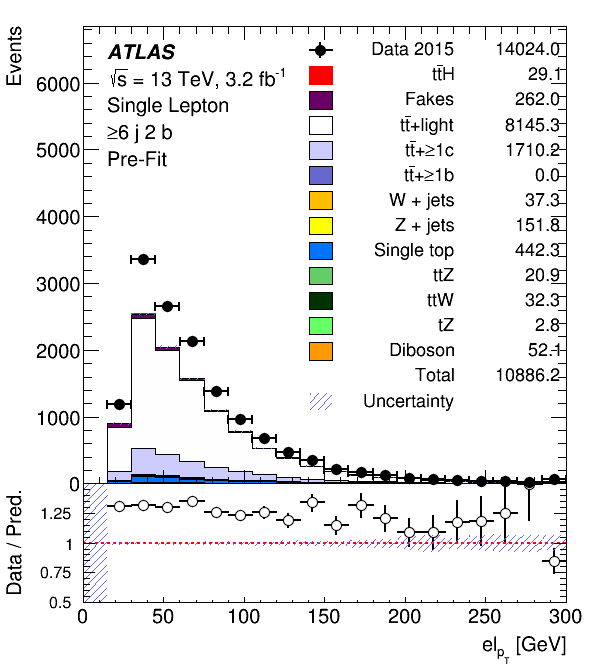 Events
6000
5000
4000
3000
2000
1000
0
ATLAS
√s = 13 TeV, 3.2 fb⁻¹
Single Lepton
≥6 j 2 b
Pre-Fit
Data 2015 14024.0
tt̄H 29.1
Fakes 262.0
tt̄+light 8145.3
tt̄+≥1c 1710.2
tt̄+≥1b 0.0
W + jets 37.3
Z + jets 151.8
Single top 442.3
ttZ 20.9
ttW 32.3
tZ 2.8
Diboson 52.1
Total 10886.2
Uncertainty
Data / Pred.
1.25
1
0.75
0.5
0 50 100 150 200 250 300
el_pT [GeV]